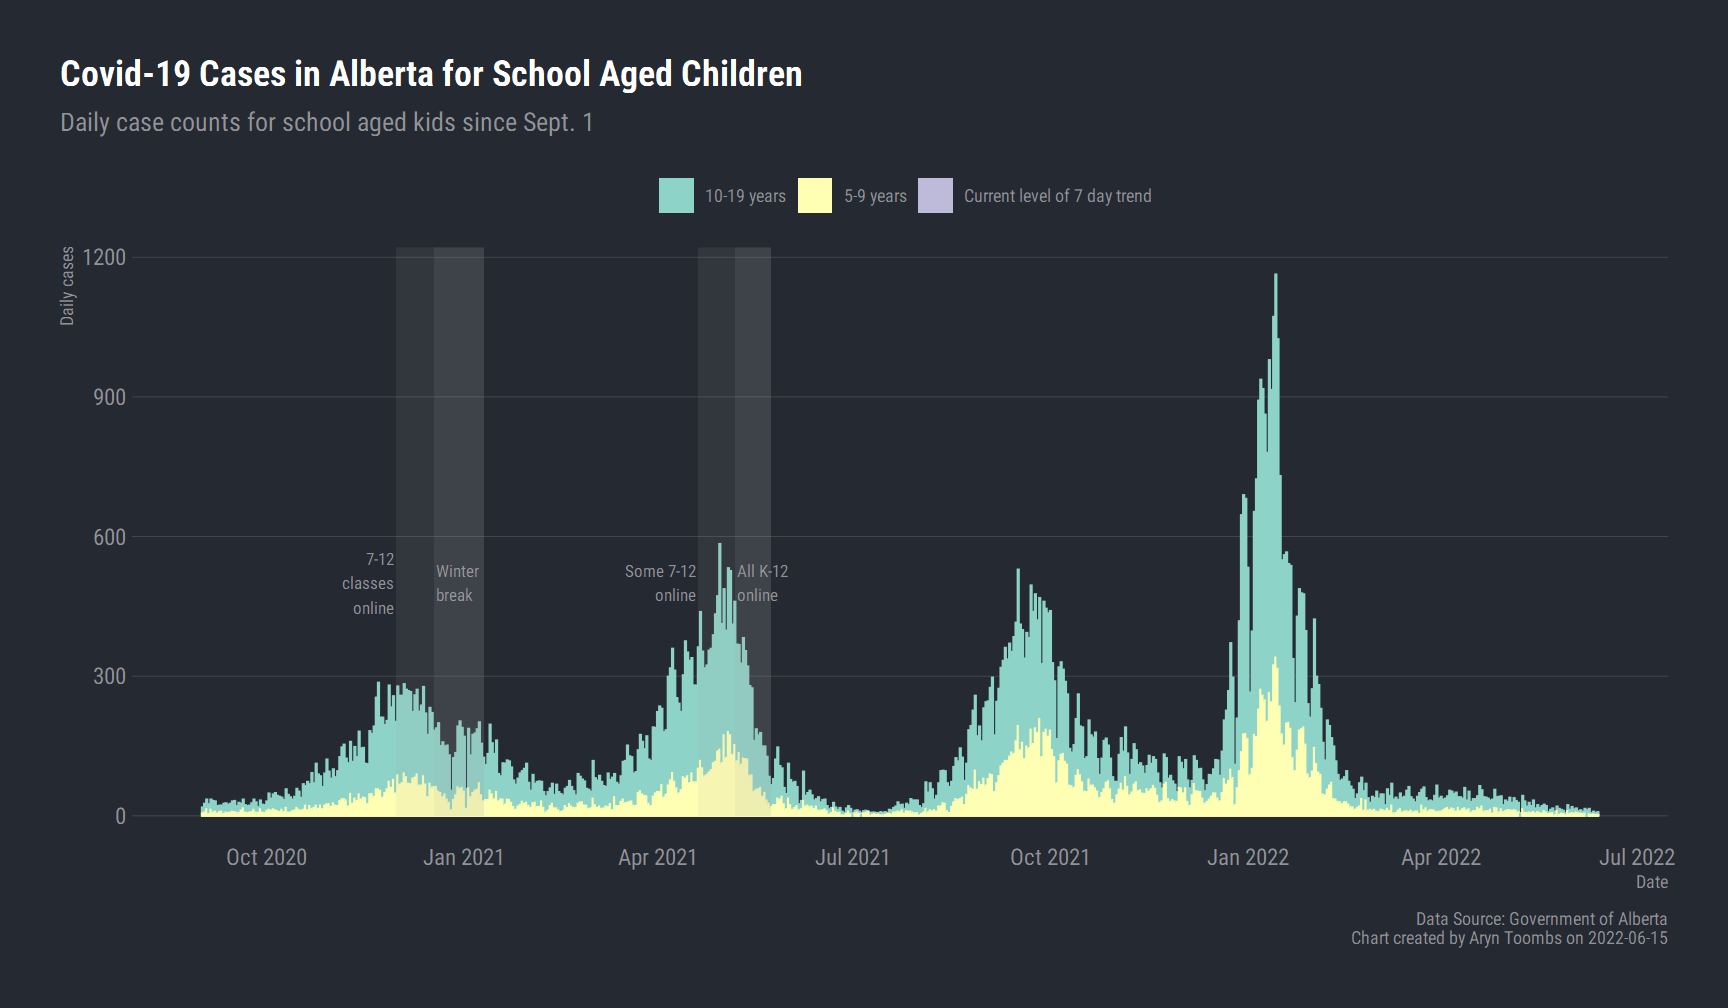 Covid-19 Cases in Alberta for School Aged Children
Daily case counts for school aged kids since Sept. 1
10-19 years
5-9 years
Current level of 7 day trend
Daily cases
1200
900
600
300
0
7-12
classes
online
Winter
break
Some 7-12
online
All K-12
online
Oct 2020
Jan 2021
Apr 2021
Jul 2021
Oct 2021
Jan 2022
Apr 2022
Jul 2022
Date
Data Source: Government of Alberta
Chart created by Aryn Toombs on 2022-06-15